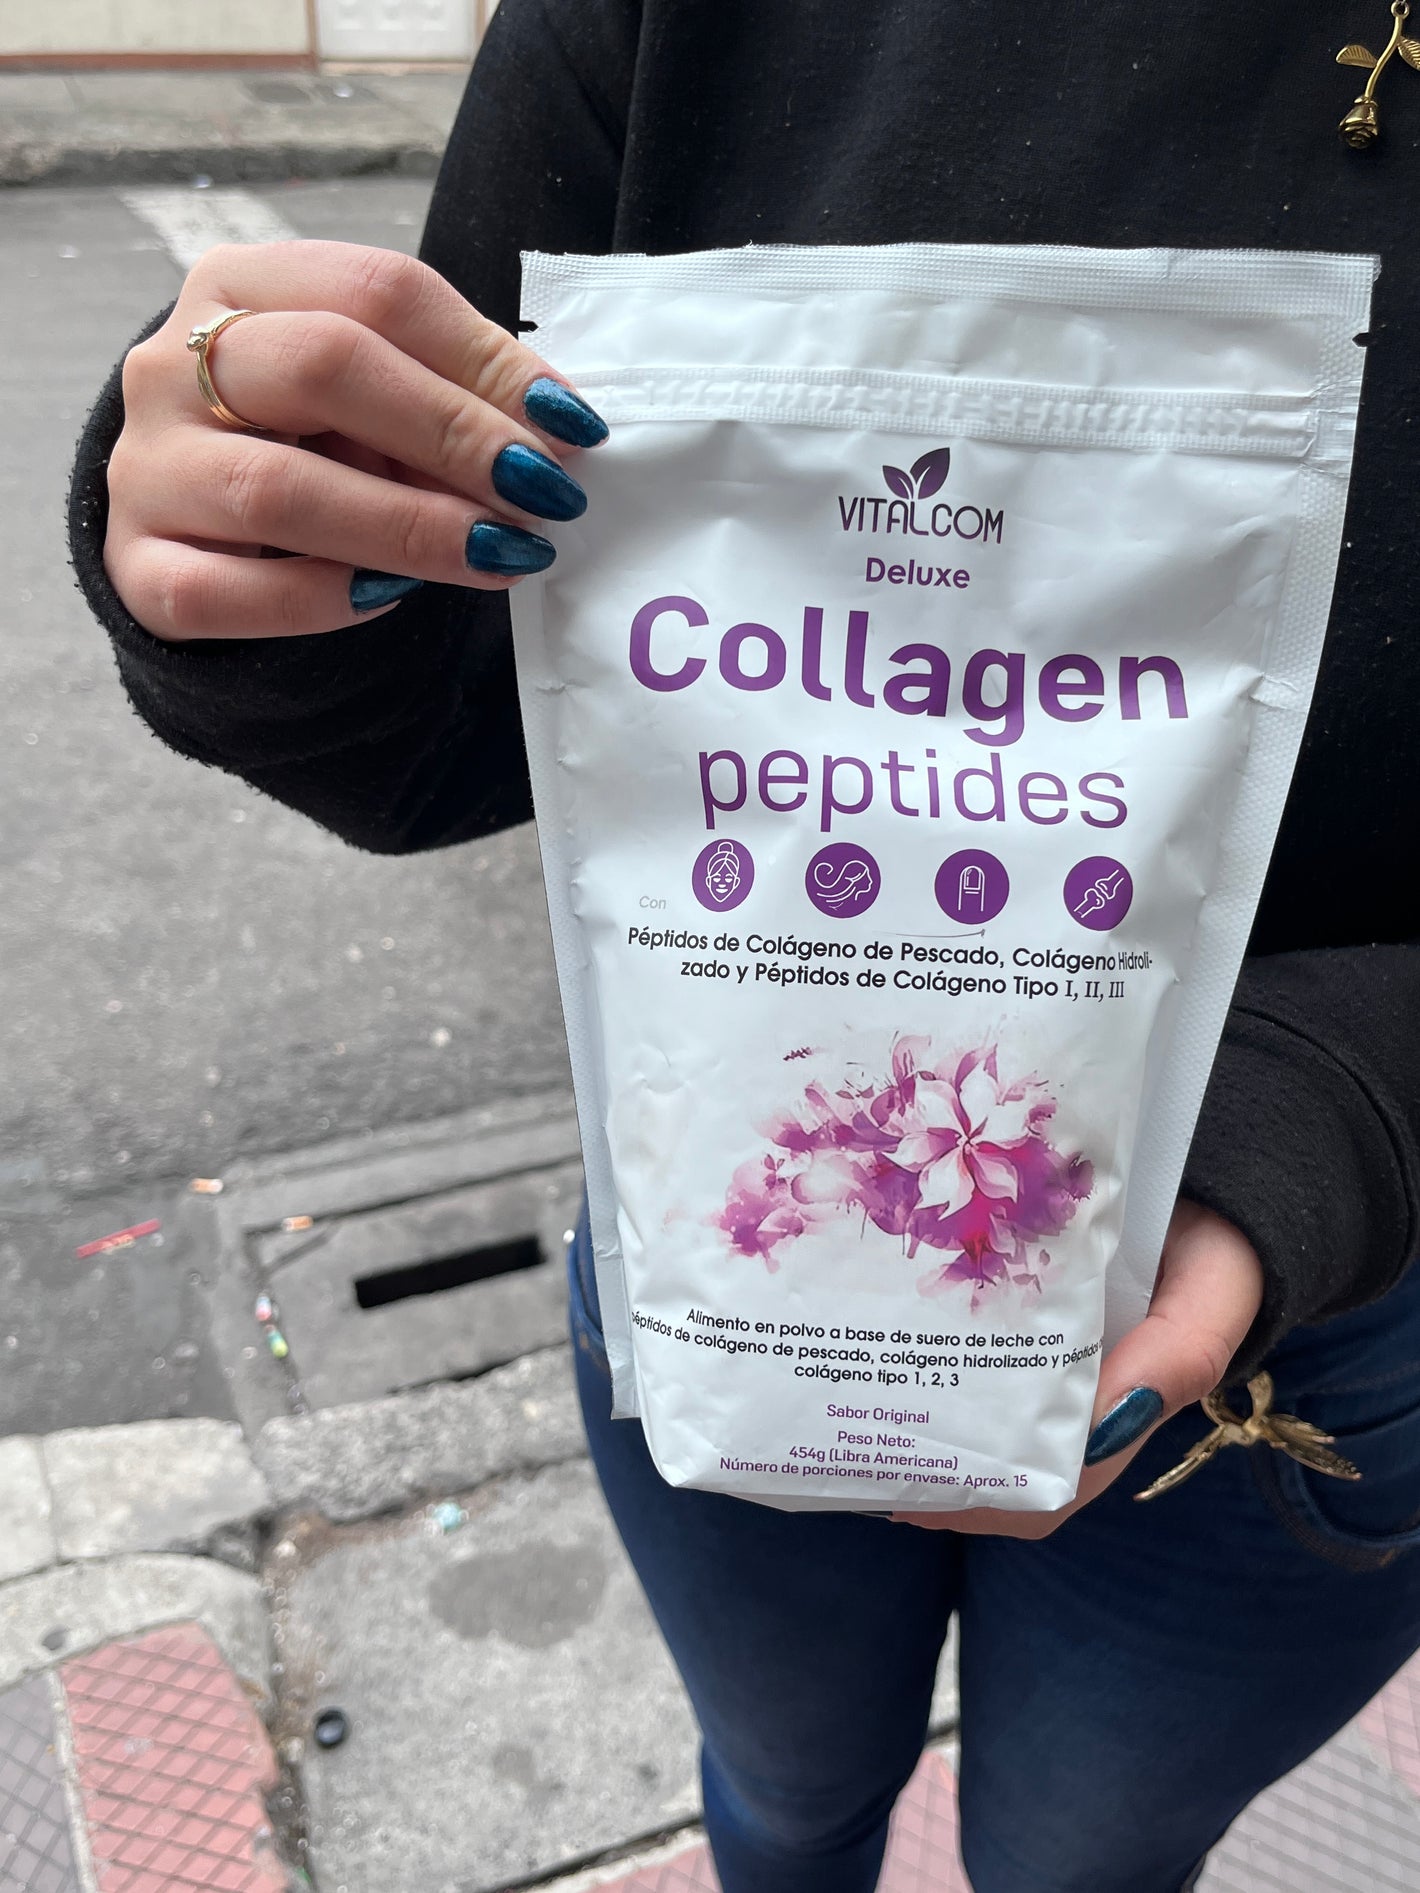 VITALCOM
Deluxe
Collagen
peptides
Con
Péptidos de Colágeno de Pescado, Colágeno Hidroli-
zado y Péptidos de Colágeno Tipo I, II, III
Alimento en polvo a base de suero de leche con
péptidos de colágeno de pescado, colágeno hidrolizado y péptidos
colágeno tipo 1, 2, 3
Sabor Original
Peso Neto:
454g (Libra Americana)
Número de porciones por envase: Aprox. 15